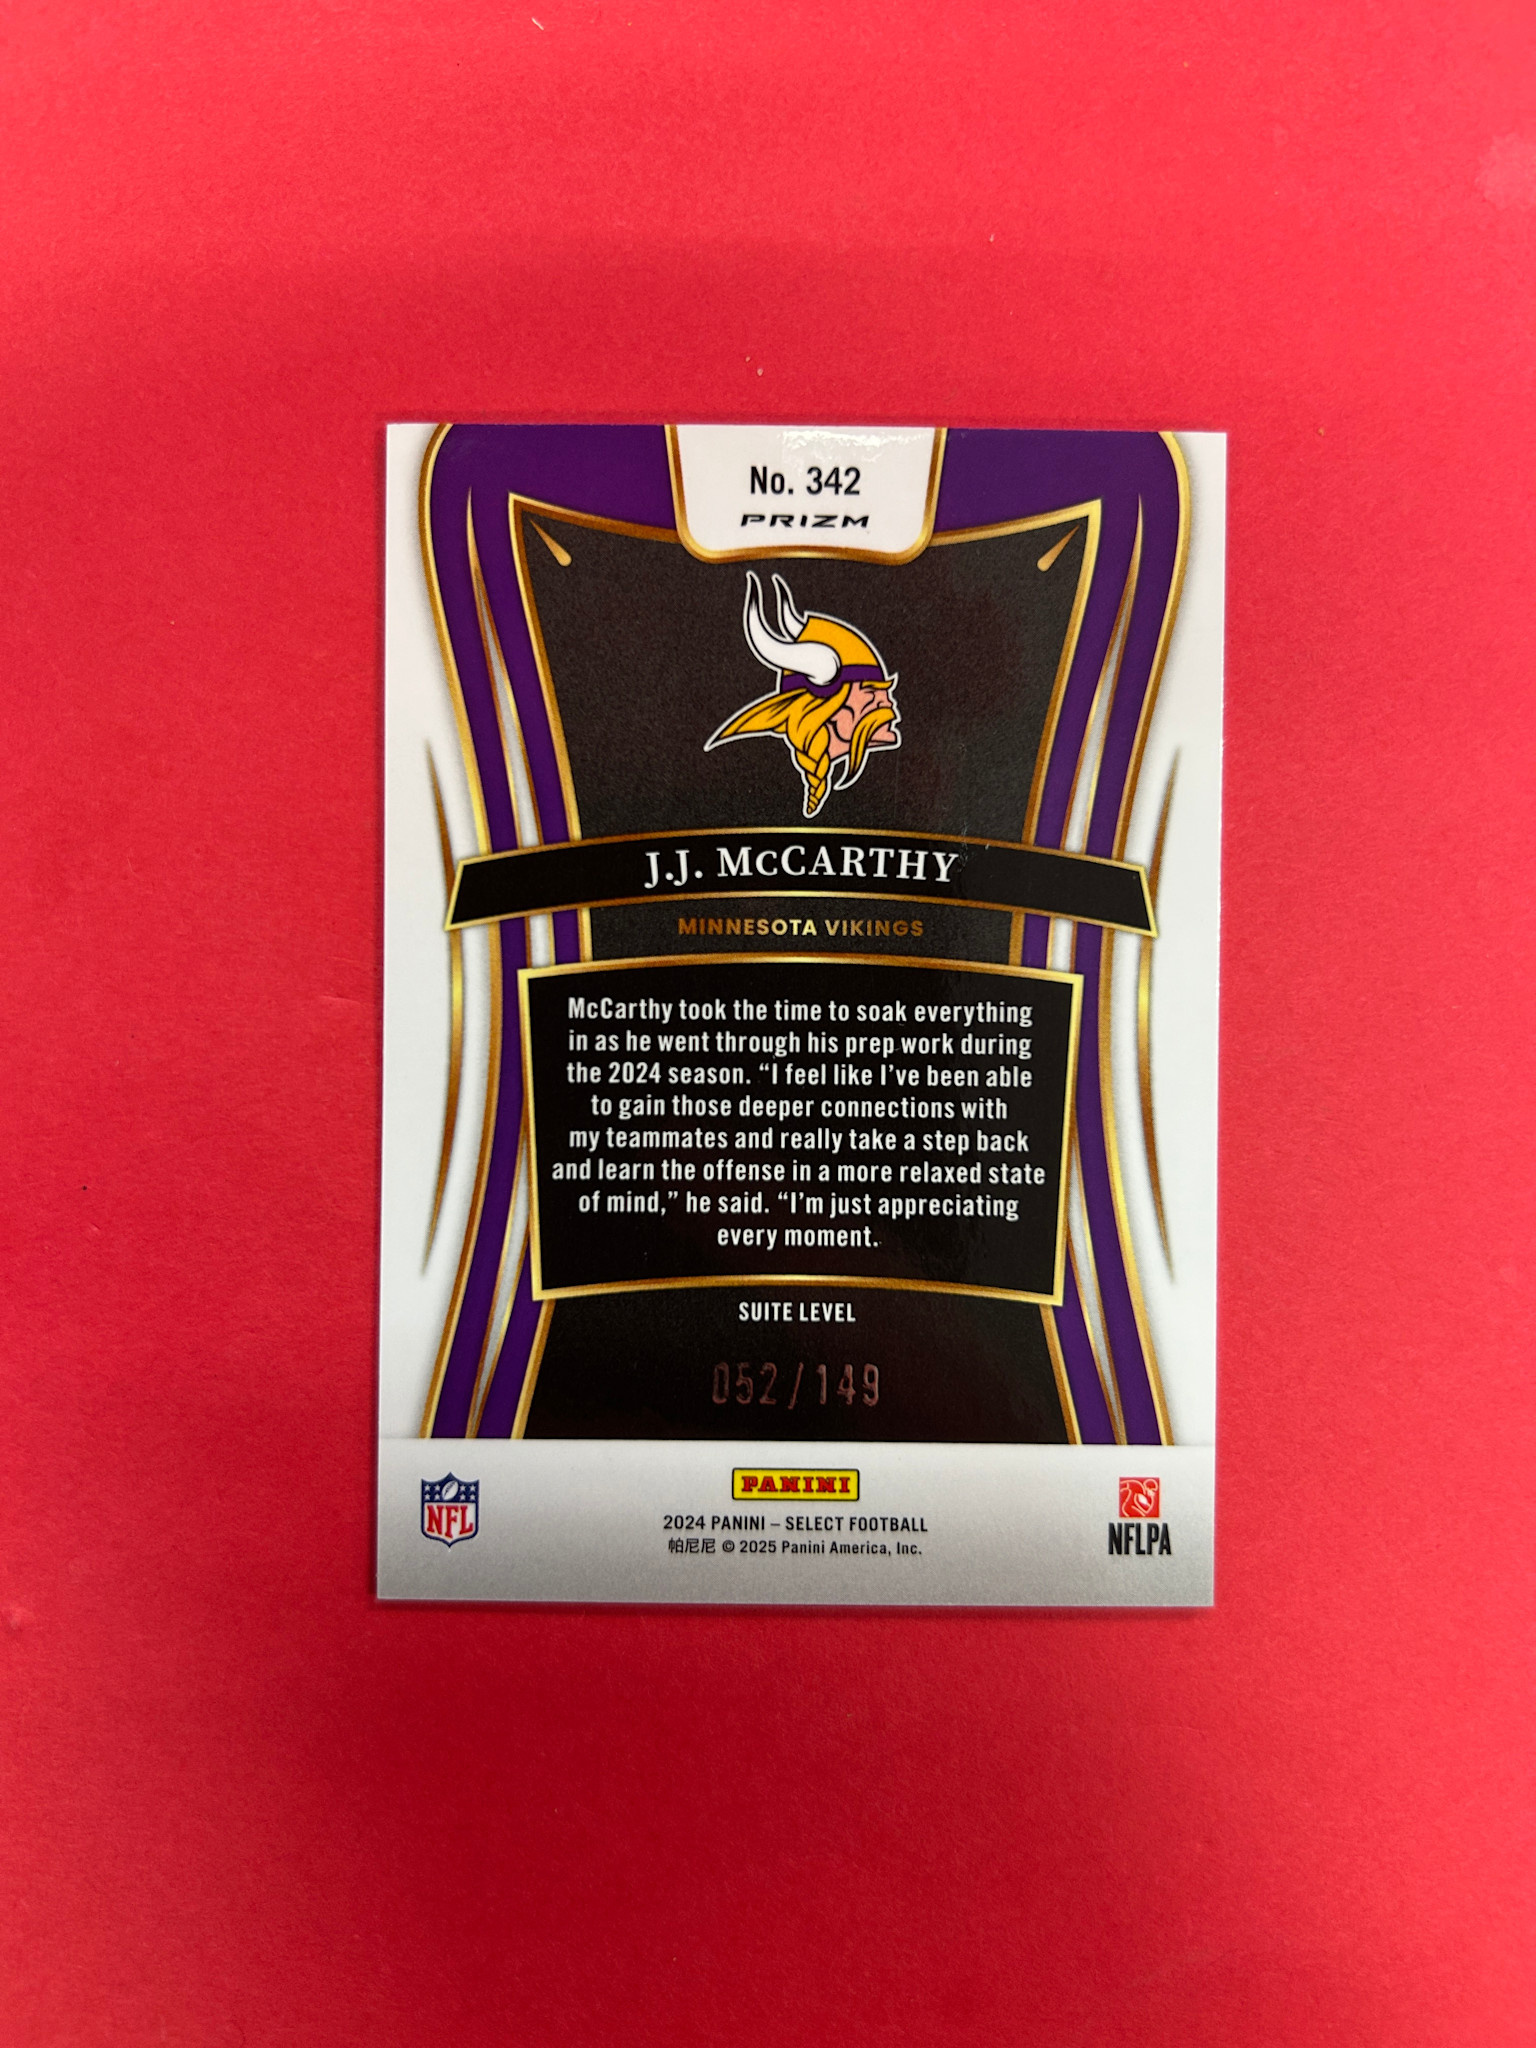 No. 342
PRIZM
J.J. McCARTHY
MINNESOTA VIKINGS
McCarthy took the time to soak everything
in as he went through his prep work during
the 2024 season. “I feel like I’ve been able
to gain those deeper connections with
my teammates and really take a step back
and learn the offense in a more relaxed state
of mind,” he said. “I’m just appreciating
every moment.
SUITE LEVEL
052/149
NFL
PANINI
2024 PANINI – SELECT FOOTBALL
帕尼尼 © 2025 Panini America, Inc.
NFLPA